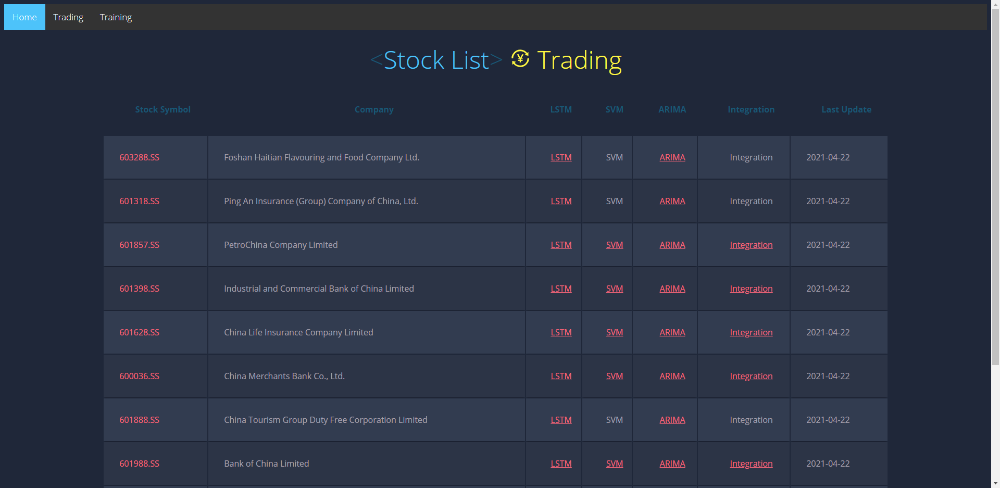 Home Trading Training
<Stock List> Trading
Stock Symbol Company LSTM SVM ARIMA Integration Last Update
603288.SS Foshan Haitian Flavouring and Food Company Ltd. LSTM SVM ARIMA Integration 2021-04-22
601318.SS Ping An Insurance (Group) Company of China, Ltd. LSTM SVM ARIMA Integration 2021-04-22
601857.SS PetroChina Company Limited LSTM SVM ARIMA Integration 2021-04-22
601398.SS Industrial and Commercial Bank of China Limited LSTM SVM ARIMA Integration 2021-04-22
601628.SS China Life Insurance Company Limited LSTM SVM ARIMA Integration 2021-04-22
600036.SS China Merchants Bank Co., Ltd. LSTM SVM ARIMA Integration 2021-04-22
601888.SS China Tourism Group Duty Free Corporation Limited LSTM SVM ARIMA Integration 2021-04-22
601988.SS Bank of China Limited LSTM SVM ARIMA Integration 2021-04-22